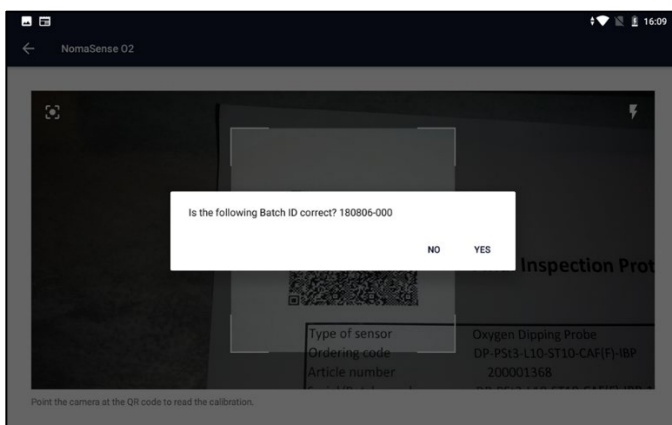 16:09
NomaSense O2
Is the following Batch ID correct? 180806-000
NO YES
Inspection Prot
Type of sensor Oxygen Dipping Probe
Ordering code DP-PSt3-L10-ST10-CAF(F)-IBP
Article number 200001368
Point the camera at the QR code to read the calibration.